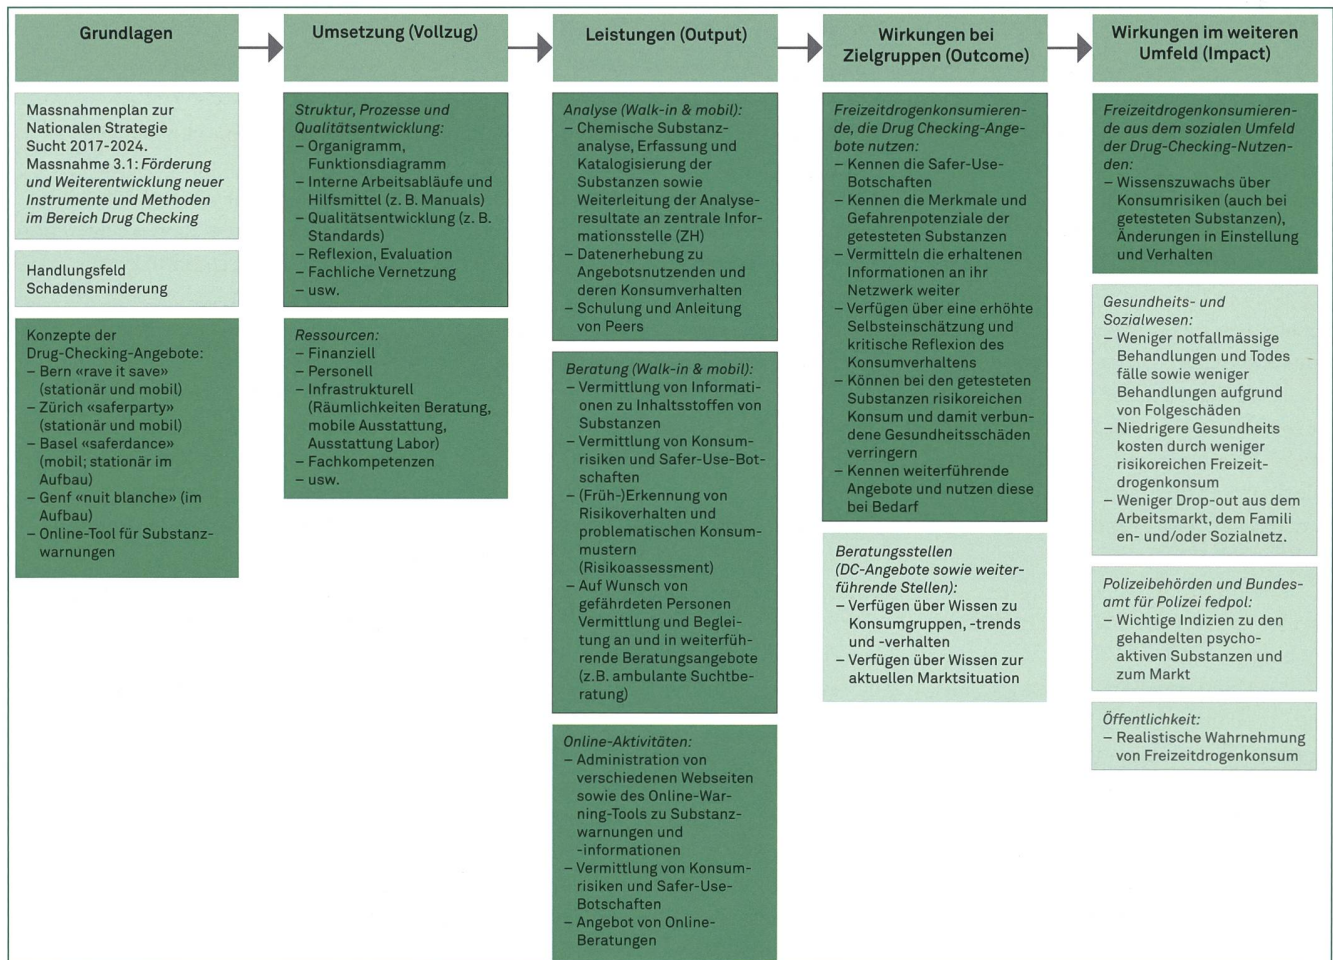 Grundlagen
Massnahmenplan zur
Nationalen Strategie
Sucht 2017-2024.
Massnahme 3.1: Förderung
und Weiterentwicklung neuer
Instrumente und Methoden
im Bereich Drug Checking
Handlungsfeld
Schadensminderung
Konzepte der
Drug-Checking-Angebote:
– Bern «rave it save»
(stationär und mobil)
– Zürich «saferparty»
(stationär und mobil)
– Basel «saferdance»
(mobil; stationär im
Aufbau)
– Genf «nuit blanche» (im
Aufbau)
– Online-Tool für Substanz-
warnungen
Umsetzung (Vollzug)
Struktur, Prozesse und
Qualitätsentwicklung:
– Organigramm,
Funktionsdiagramm
– Interne Arbeitsabläufe und
Hilfsmittel (z. B. Manuals)
– Qualitätsentwicklung (z. B.
Standards)
– Reflexion, Evaluation
– Fachliche Vernetzung
– usw.
Ressourcen:
– Finanziell
– Personell
– Infrastrukturell
(Räumlichkeiten Beratung,
mobile Ausstattung,
Ausstattung Labor)
– Fachkompetenzen
– usw.
Leistungen (Output)
Analyse (Walk-in & mobil):
– Chemische Substanz-
analyse, Erfassung und
Katalogisierung der
Substanzen sowie
Weiterleitung der Analyse-
resultate an zentrale Infor-
mationsstelle (ZH)
– Datenerhebung zu
Angebotsnutzenden und
deren Konsumverhalten
– Schulung und Anleitung
von Peers
Beratung (Walk-in & mobil):
– Vermittlung von Informati-
onen zu Inhaltsstoffen von
Substanzen
– Vermittlung von Konsum-
risiken und Safer-Use-Bot-
schaften
– (Früh-)Erkennung von
Risikoverhalten und
problematischen Konsum-
mustern
(Risikoassessment)
– Auf Wunsch von
gefährdeten Personen
Vermittlung und Beglei-
tung an und in weiterfüh-
rende Beratungsangebote
(z.B. ambulante Suchtbe-
ratung)
Online-Aktivitäten:
– Administration von
verschiedenen Webseiten
sowie des Online-War-
ning-Tools zu Substanz-
warnungen und
-informationen
– Vermittlung von Konsum-
risiken und Safer-Use-
Botschaften
– Angebot von Online-
Beratungen
Wirkungen bei
Zielgruppen (Outcome)
Freizeitdrogenkonsumieren-
de, die Drug Checking-Ange-
bote nutzen:
– Kennen die Safer-Use-
Botschaften
– Kennen die Merkmale und
Gefahrenpotenziale der
getesteten Substanzen
– Vermitteln die erhaltenen
Informationen an ihr
Netzwerk weiter
– Verfügen über eine erhöhte
Selbsteinschätzung und
kritische Reflexion des
Konsumverhaltens
– Können bei den getesteten
Substanzen risikoreichen
Konsum und damit verbun-
dene Gesundheitsschäden
verringern
– Kennen weiterführende
Angebote und nutzen diese
bei Bedarf
Beratungsstellen
(DC-Angebote sowie weiter-
führende Stellen):
– Verfügen über Wissen zu
Konsumgruppen, -trends
und -verhalten
– Verfügen über Wissen zur
aktuellen Marktsituation
Wirkungen im weiteren
Umfeld (Impact)
Freizeitdrogenkonsumieren-
de aus dem sozialen Umfeld
der Drug-Checking-Nutzen-
den:
– Wissenszuwachs über
Konsumrisiken (auch bei
getesteten Substanzen),
Änderungen in Einstellung
und Verhalten
Gesundheits- und
Sozialwesen:
– Weniger notfallmässige
Behandlungen und Todes
fälle sowie weniger
Behandlungen aufgrund
von Folgeschäden
– Niedrigere Gesundheits
kosten durch weniger
risikoreichen Freizeit-
drogenkonsum
– Weniger Drop-out aus dem
Arbeitsmarkt, dem Famili
en- und/oder Sozialnetz.
Polizeibehörden und Bundes-
amt für Polizei fedpol:
– Wichtige Indizien zu den
gehandelten psycho-
aktiven Substanzen und
zum Markt
Öffentlichkeit:
– Realistische Wahrnehmung
von Freizeitdrogenkonsum